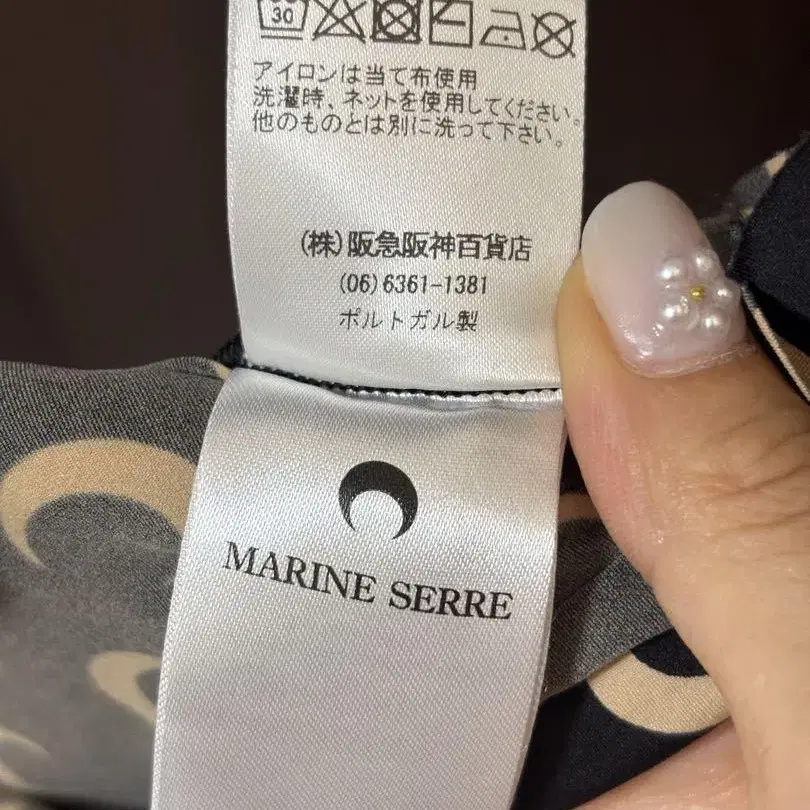 30
アイロンは当て布使用
洗濯時、ネットを使用してください。
他のものとは別に洗って下さい。
(株)阪急阪神百貨店
(06)6361-1381
ポルトガル製
MARINE SERRE